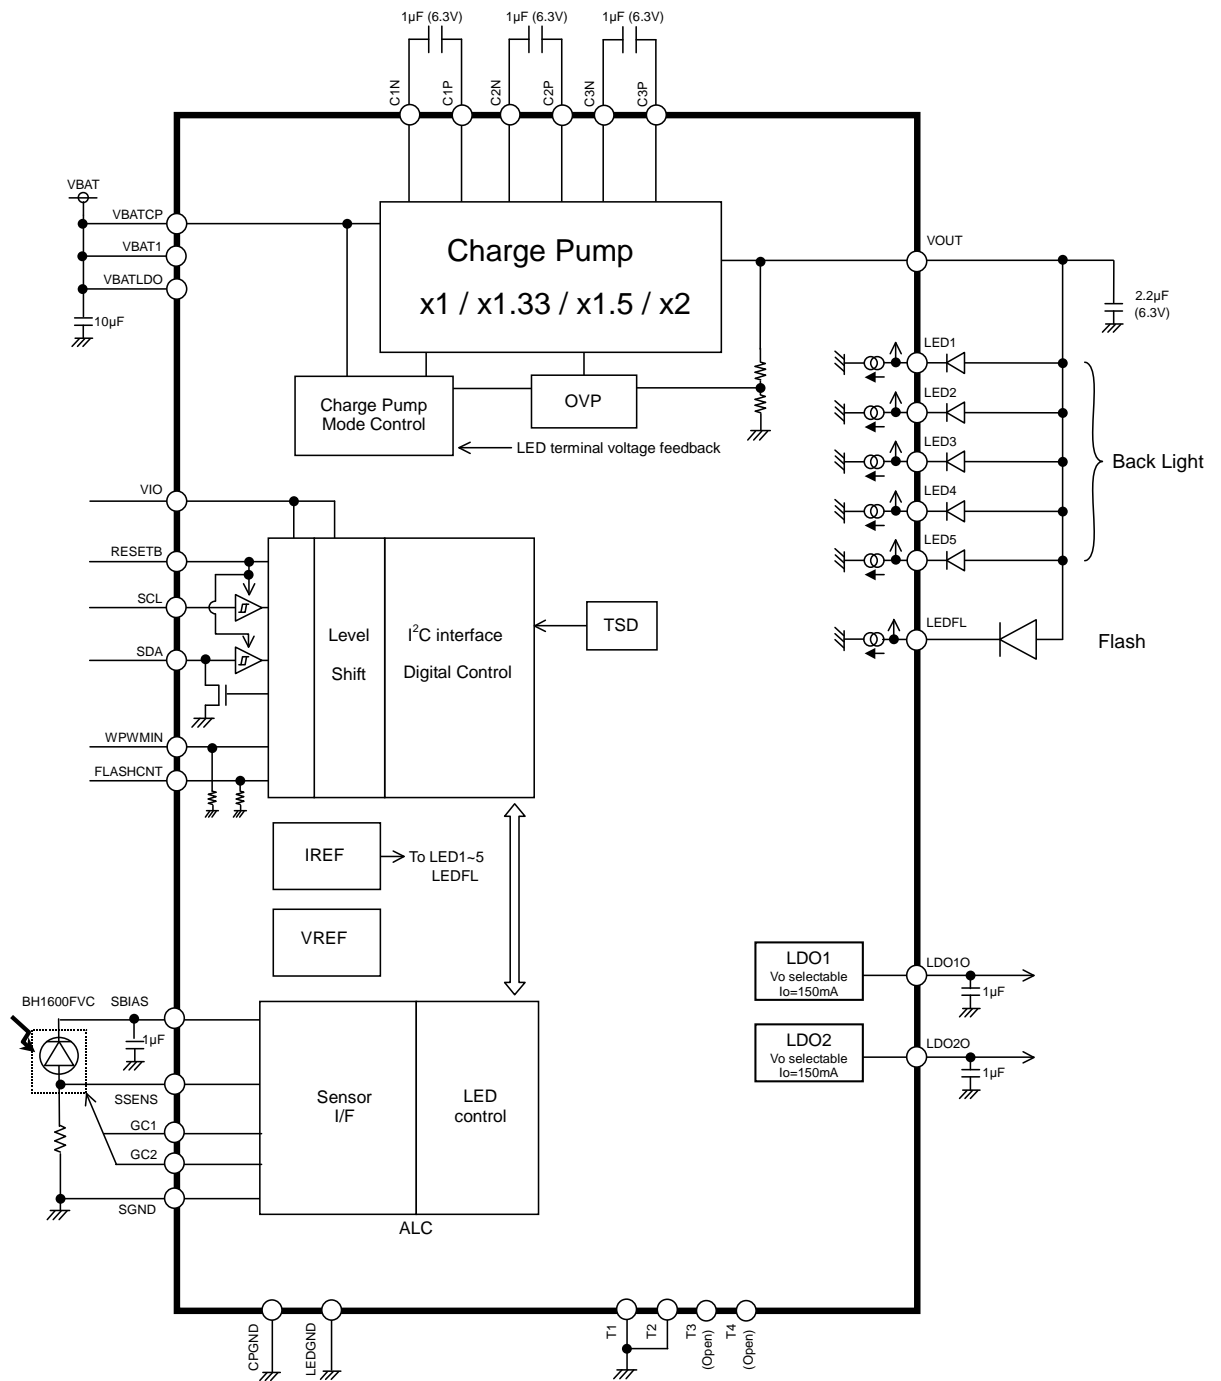 1µF (6.3V) 1µF (6.3V) 1µF (6.3V)
C1N C1P C2N C2P C3N C3P
VBAT
VBATCP
VBAT1
VBATLDO
10µF
Charge Pump
x1 / x1.33 / x1.5 / x2
VOUT
2.2µF
(6.3V)
Charge Pump
Mode Control
OVP
LED terminal voltage feedback
LED1
LED2
LED3
LED4
LED5
Back Light
LEDFL
Flash
VIO
RESETB
SCL
SDA
WPWMIN
FLASHCNT
Level
Shift
I²C interface
Digital Control
TSD
IREF
To LED1~5
LEDFL
VREF
LDO1
Vo selectable
Io=150mA
LDO1O
1µF
LDO2
Vo selectable
Io=150mA
LDO2O
1µF
BH1600FVC
SBIAS
1µF
SSENS
GC1
GC2
SGND
Sensor
I/F
LED
control
ALC
CPGND
LEDGND
T1
T2
T3
(Open)
T4
(Open)